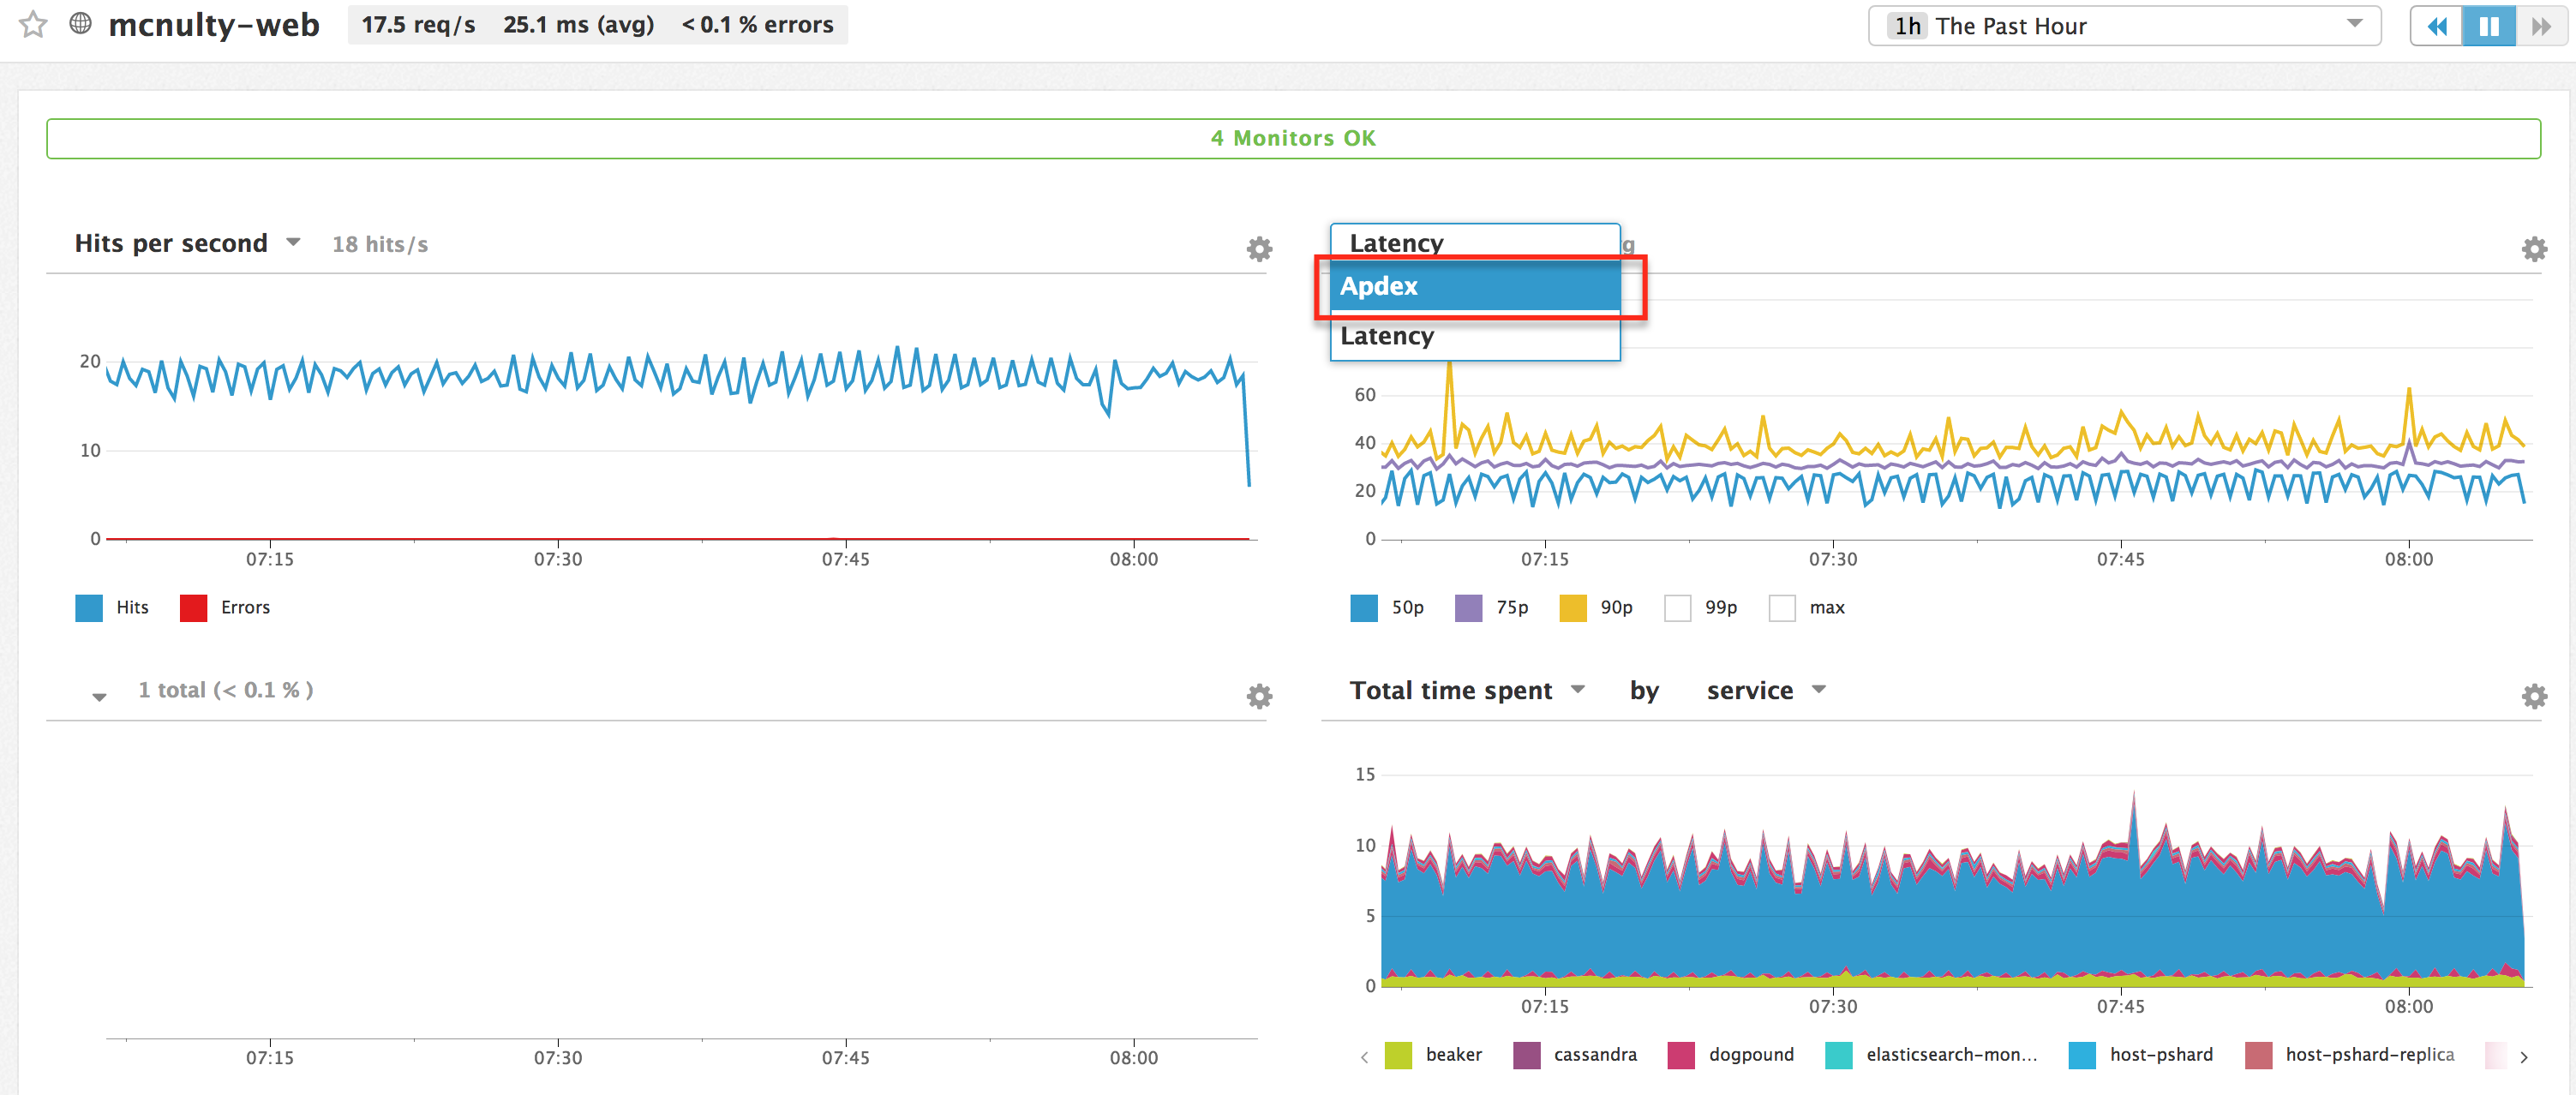 mcnulty-web 17.5 req/s 25.1 ms (avg) < 0.1 % errors 1h The Past Hour
4 Monitors OK
Hits per second 18 hits/s
20
10
0
07:15 07:30 07:45 08:00
Hits Errors
Latency g
Apdex
Latency
60
40
20
0
07:15 07:30 07:45 08:00
50p 75p 90p 99p max
1 total (< 0.1 % )
07:15 07:30 07:45 08:00
Total time spent by service
15
10
5
0
07:15 07:30 07:45 08:00
beaker cassandra dogpound elasticsearch-mon... host-pshard host-pshard-replica